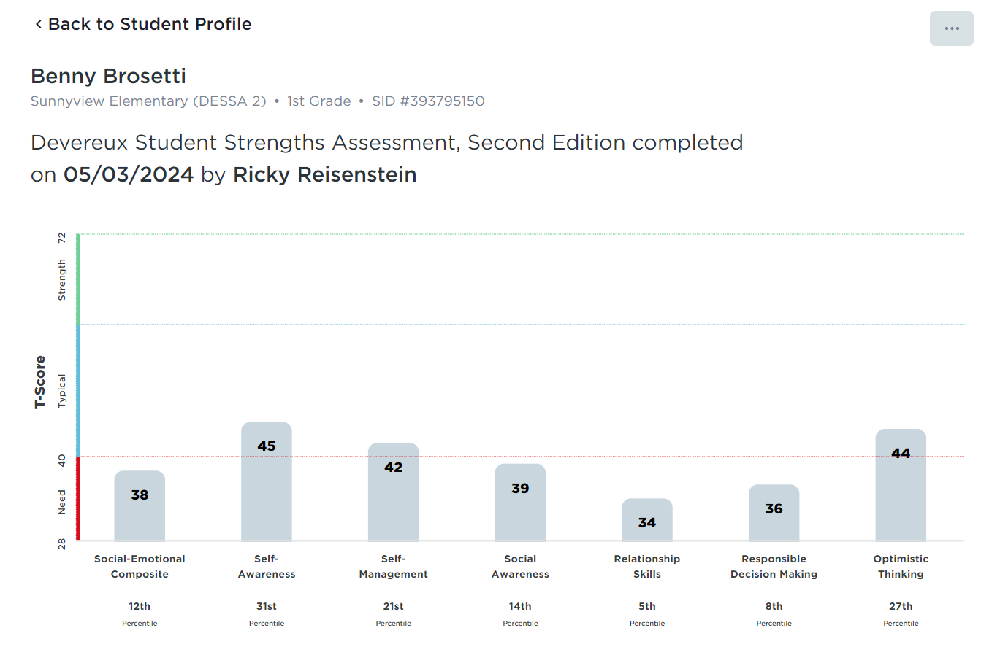 Back to Student Profile
Benny Brosetti
Sunnyview Elementary (DESSA 2) • 1st Grade • SID #393795150
Devereux Student Strengths Assessment, Second Edition completed
on 05/03/2024 by Ricky Reisenstein
T-Score
72
Strength
Typical
40
Need
28
38
45
42
39
34
36
44
Social-Emotional
Composite
12th
Percentile
Self-
Awareness
31st
Percentile
Self-
Management
21st
Percentile
Social
Awareness
14th
Percentile
Relationship
Skills
5th
Percentile
Responsible
Decision Making
8th
Percentile
Optimistic
Thinking
27th
Percentile